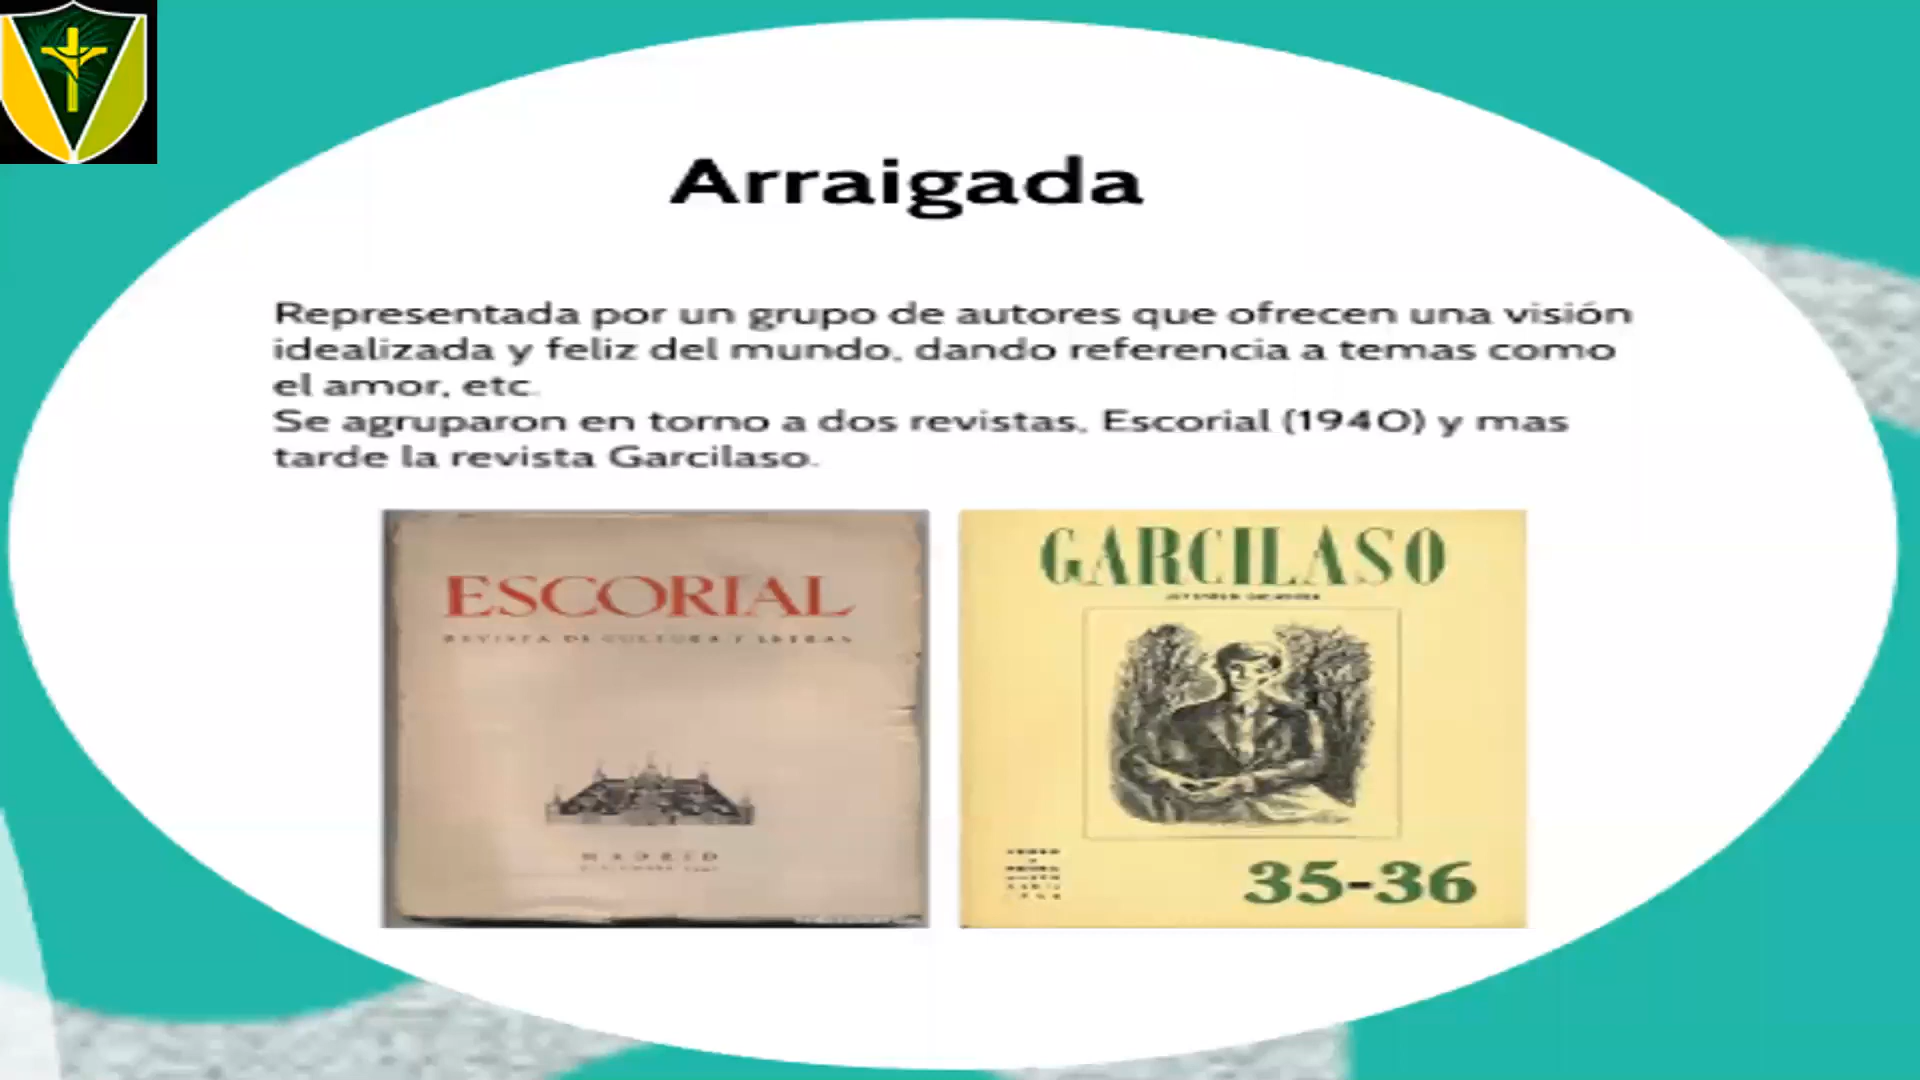 Arraigada
Representada por un grupo de autores que ofrecen una visión
idealizada y feliz del mundo, dando referencia a temas como
el amor, etc.
Se agruparon en torno a dos revistas, Escorial (1940) y mas
tarde la revista Garcilaso.
ESCORIAL
REVISTA DE CULTURA Y LETRAS
MADRID
GARCILASO
35-36